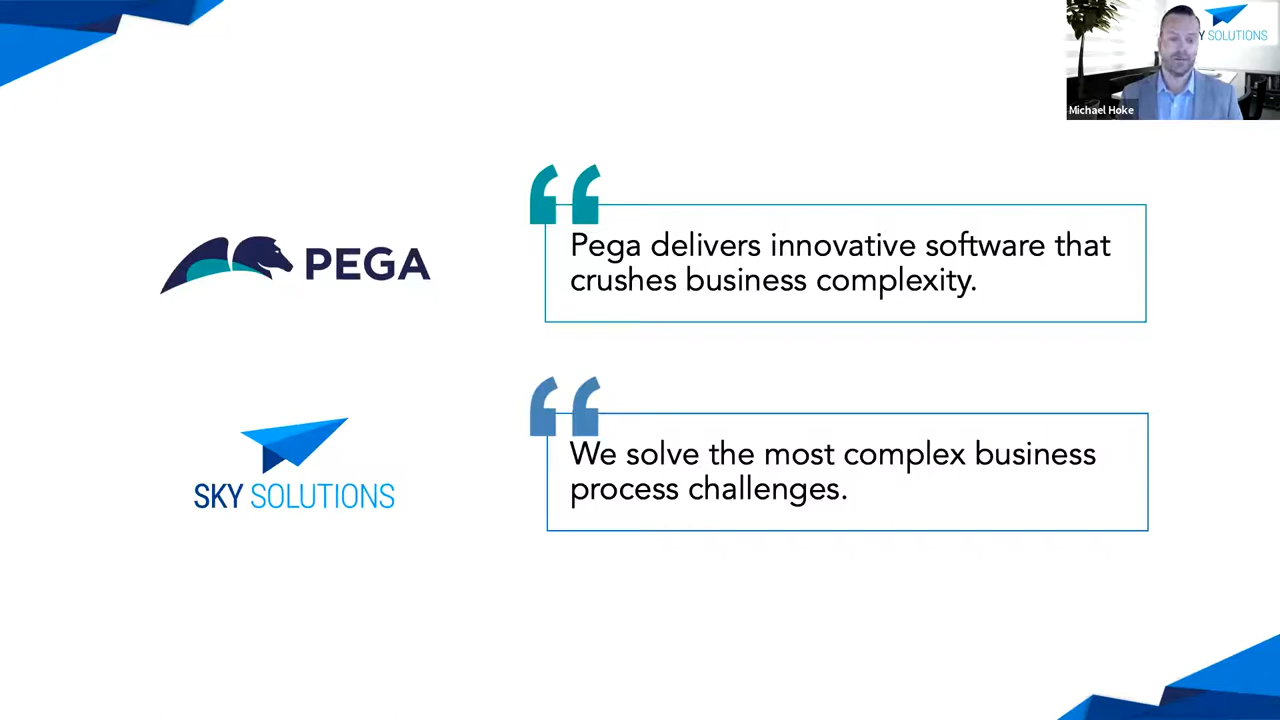 Y SOLUTIONS
Michael Hoke
PEGA
Pega delivers innovative software that
crushes business complexity.
SKY SOLUTIONS
We solve the most complex business
process challenges.